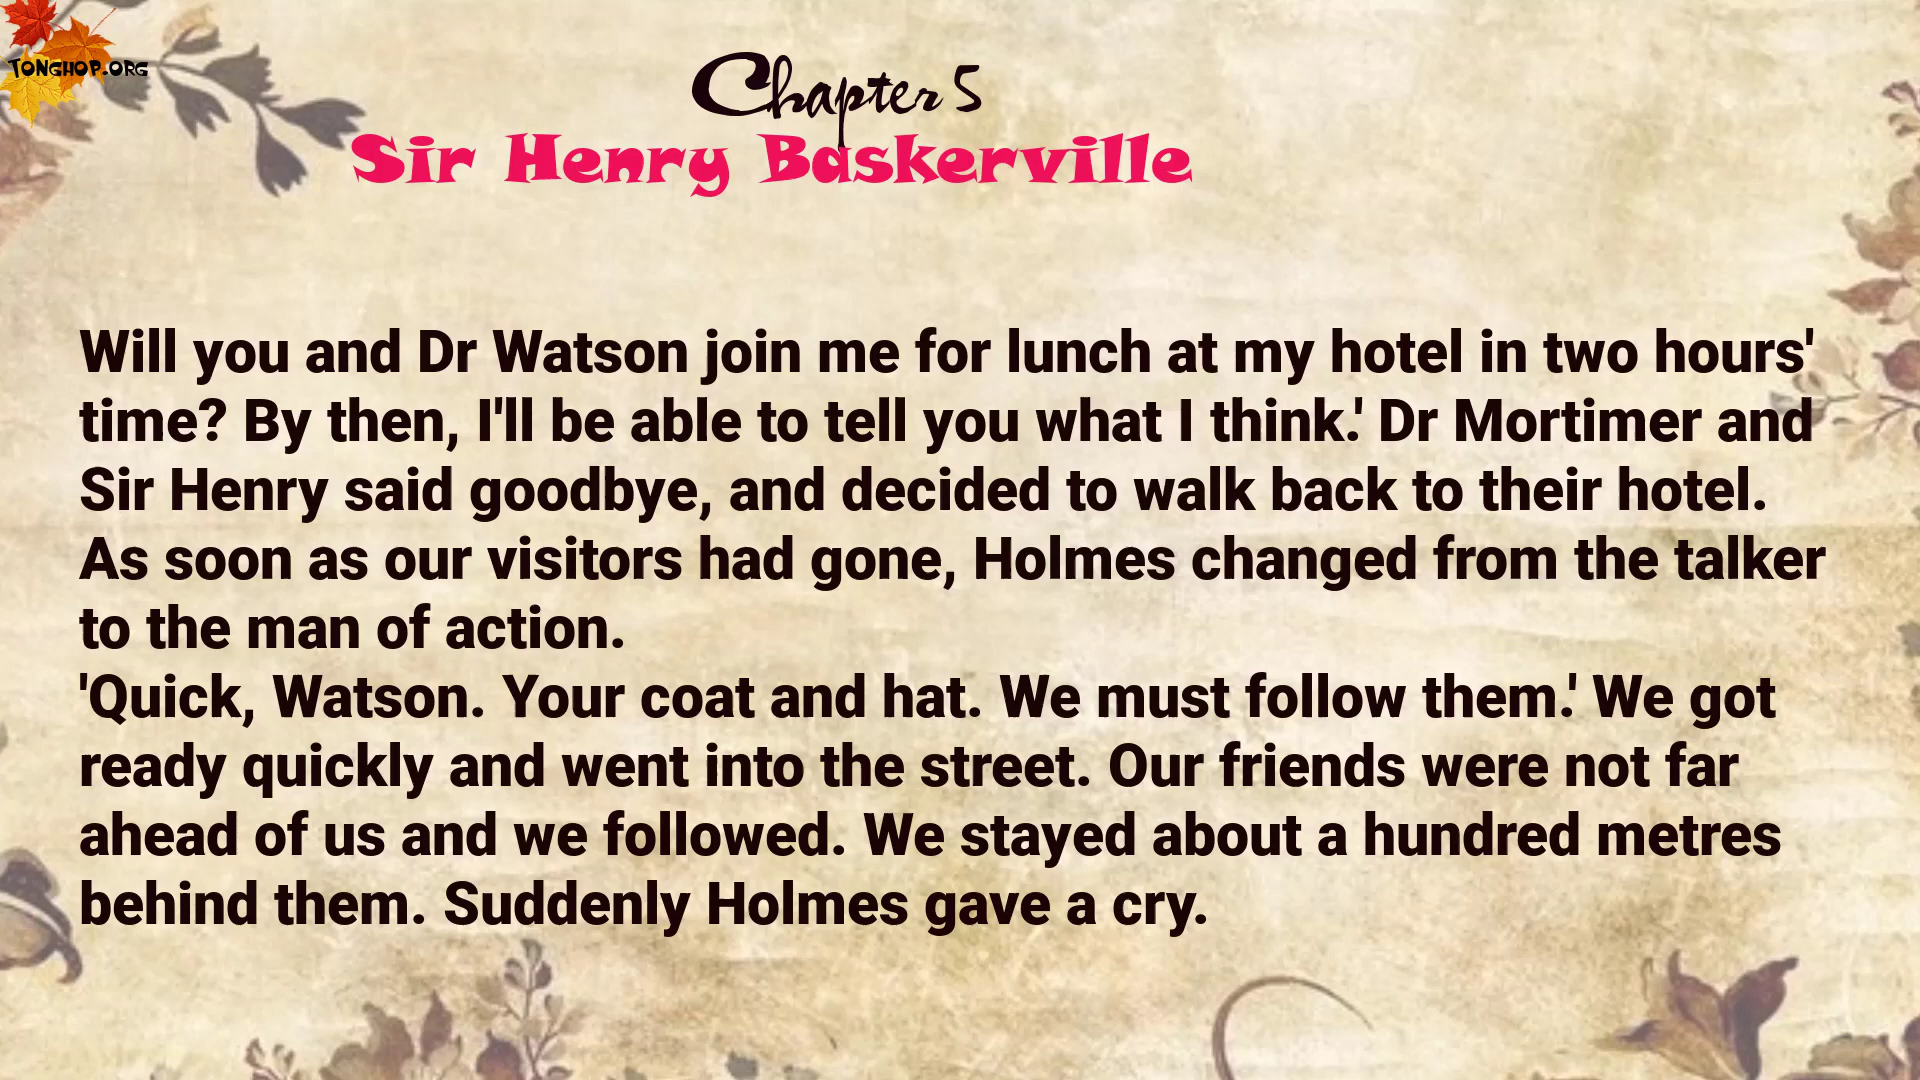 TONGHOP.ORG
Chapter 5
Sir Henry Baskerville
Will you and Dr Watson join me for lunch at my hotel in two hours'
time? By then, I'll be able to tell you what I think.' Dr Mortimer and
Sir Henry said goodbye, and decided to walk back to their hotel.
As soon as our visitors had gone, Holmes changed from the talker
to the man of action.
'Quick, Watson. Your coat and hat. We must follow them.' We got
ready quickly and went into the street. Our friends were not far
ahead of us and we followed. We stayed about a hundred metres
behind them. Suddenly Holmes gave a cry.